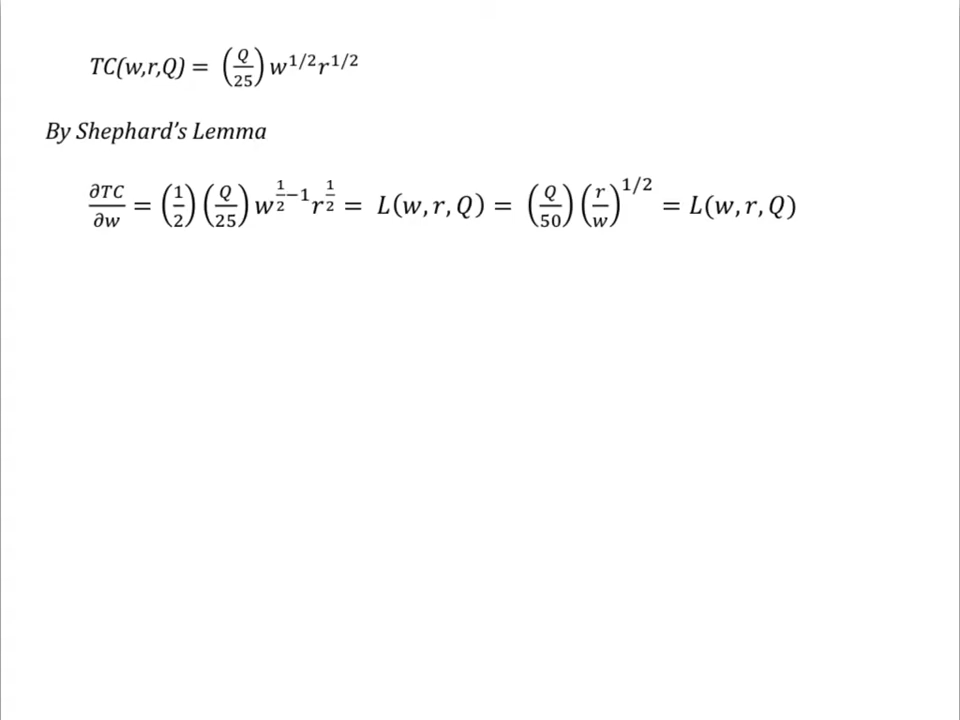 TC(w,r,Q) = (Q/25) w^{1/2} r^{1/2}
By Shephard's Lemma
∂TC/∂w = (1/2) (Q/25) w^{1/2−1} r^{1/2} = L(w, r, Q) = (Q/50) (r/w)^{1/2} = L(w, r, Q)